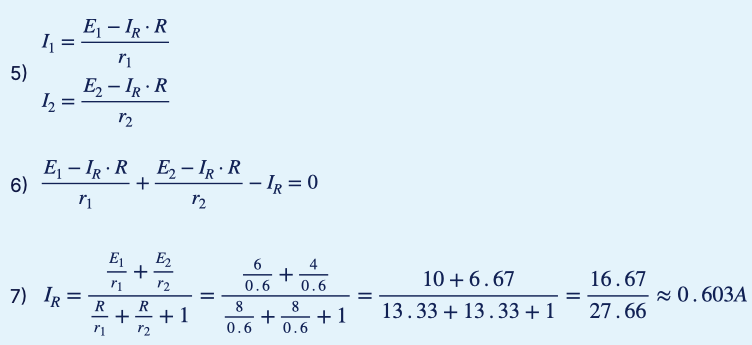 5) I₁ = (E₁ − I_R · R) / r₁
I₂ = (E₂ − I_R · R) / r₂
6) (E₁ − I_R · R) / r₁ + (E₂ − I_R · R) / r₂ − I_R = 0
7) I_R = (E₁/r₁ + E₂/r₂) / (R/r₁ + R/r₂ + 1) = (6/0.6 + 4/0.6) / (8/0.6 + 8/0.6 + 1) = (10 + 6.67) / (13.33 + 13.33 + 1) = 16.67 / 27.66 ≈ 0.603A